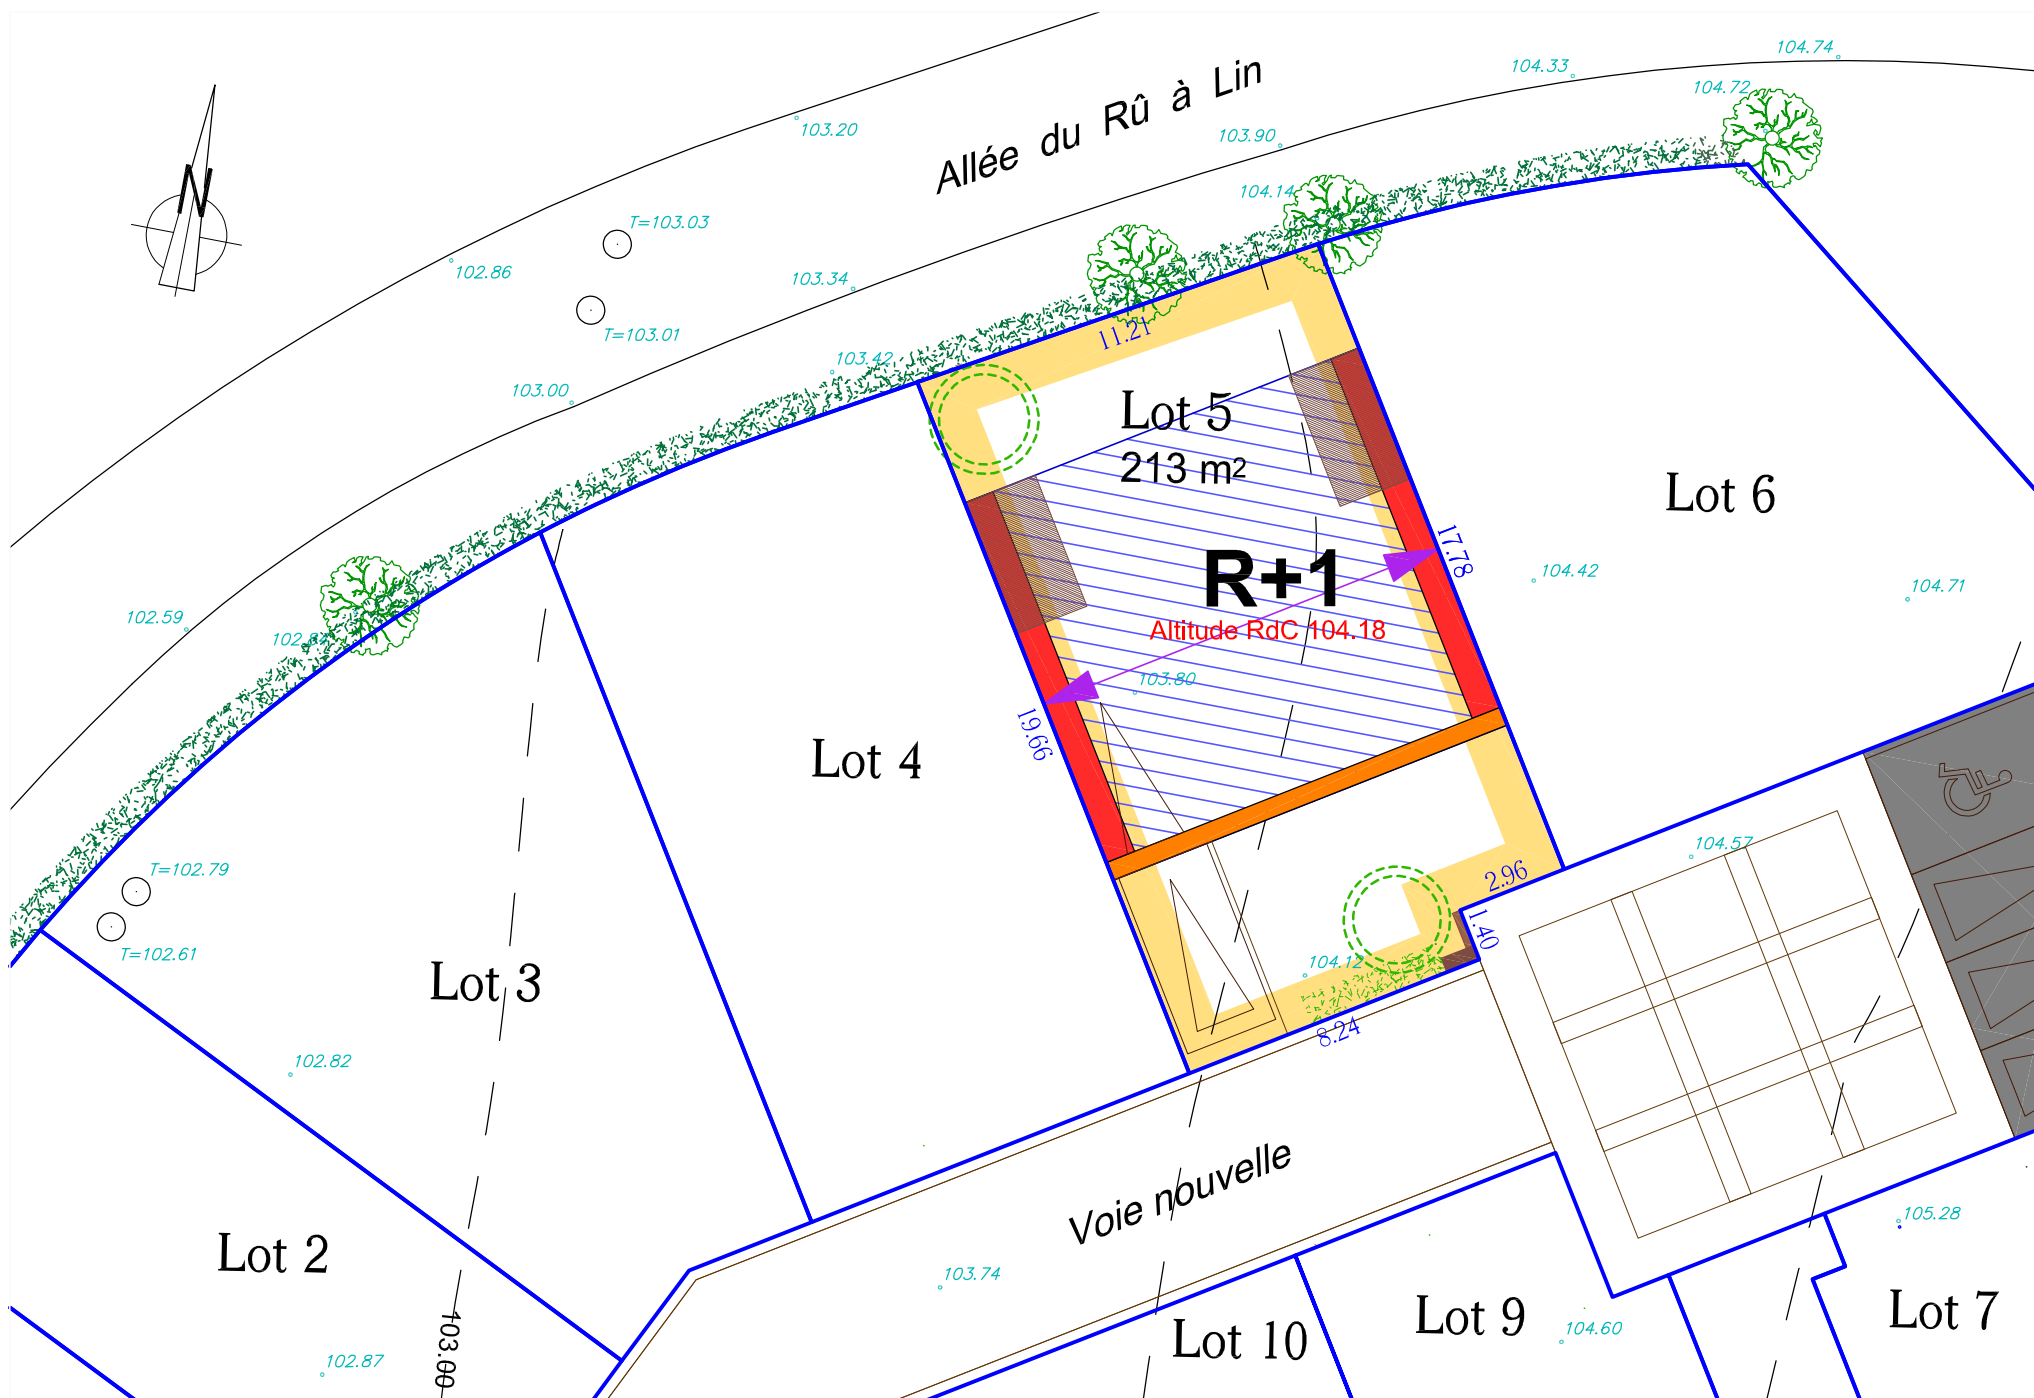 104.74
104.33
104.72
Allée du Rû à Lin
103.20
103.90
104.14
N
T=103.03
102.86
103.34
T=103.01
11.21
103.42
103.00
Lot 5
213 m²
Lot 6
17.78
R+1
104.42
104.71
102.59
Altitude RdC 104.18
103.80
19.66
Lot 4
104.57
T=102.79
2.96
1.40
T=102.61
104.12
Lot 3
8.24
102.82
Voie nouvelle
105.28
Lot 2
103.74
Lot 7
Lot 9
Lot 10
104.60
103.00
102.87